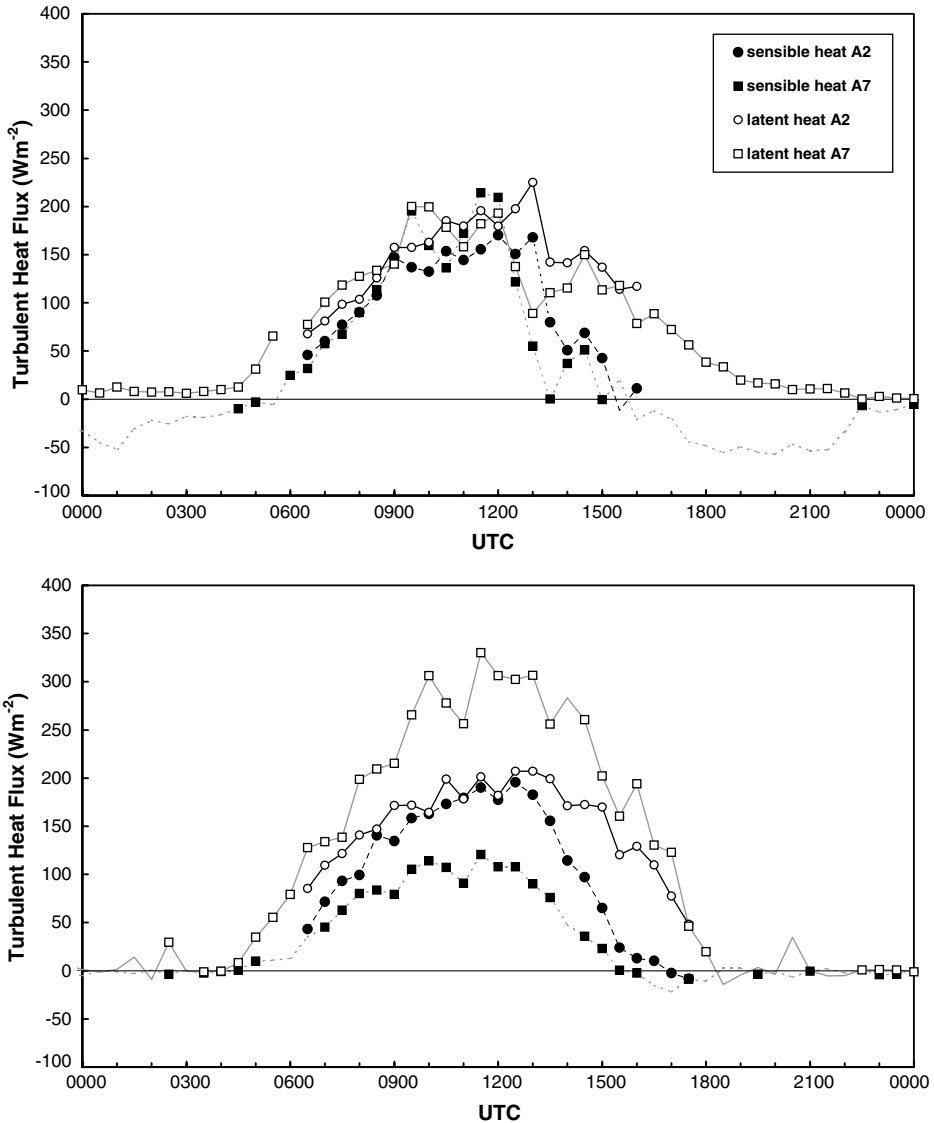 400
350
300
250
200
150
100
50
0
-50
-100
Turbulent Heat Flux (Wm-2)
sensible heat A2
sensible heat A7
latent heat A2
latent heat A7
0000 0300 0600 0900 1200 1500 1800 2100 0000
UTC
400
350
300
250
200
150
100
50
0
-50
-100
Turbulent Heat Flux (Wm-2)
0000 0300 0600 0900 1200 1500 1800 2100 0000
UTC